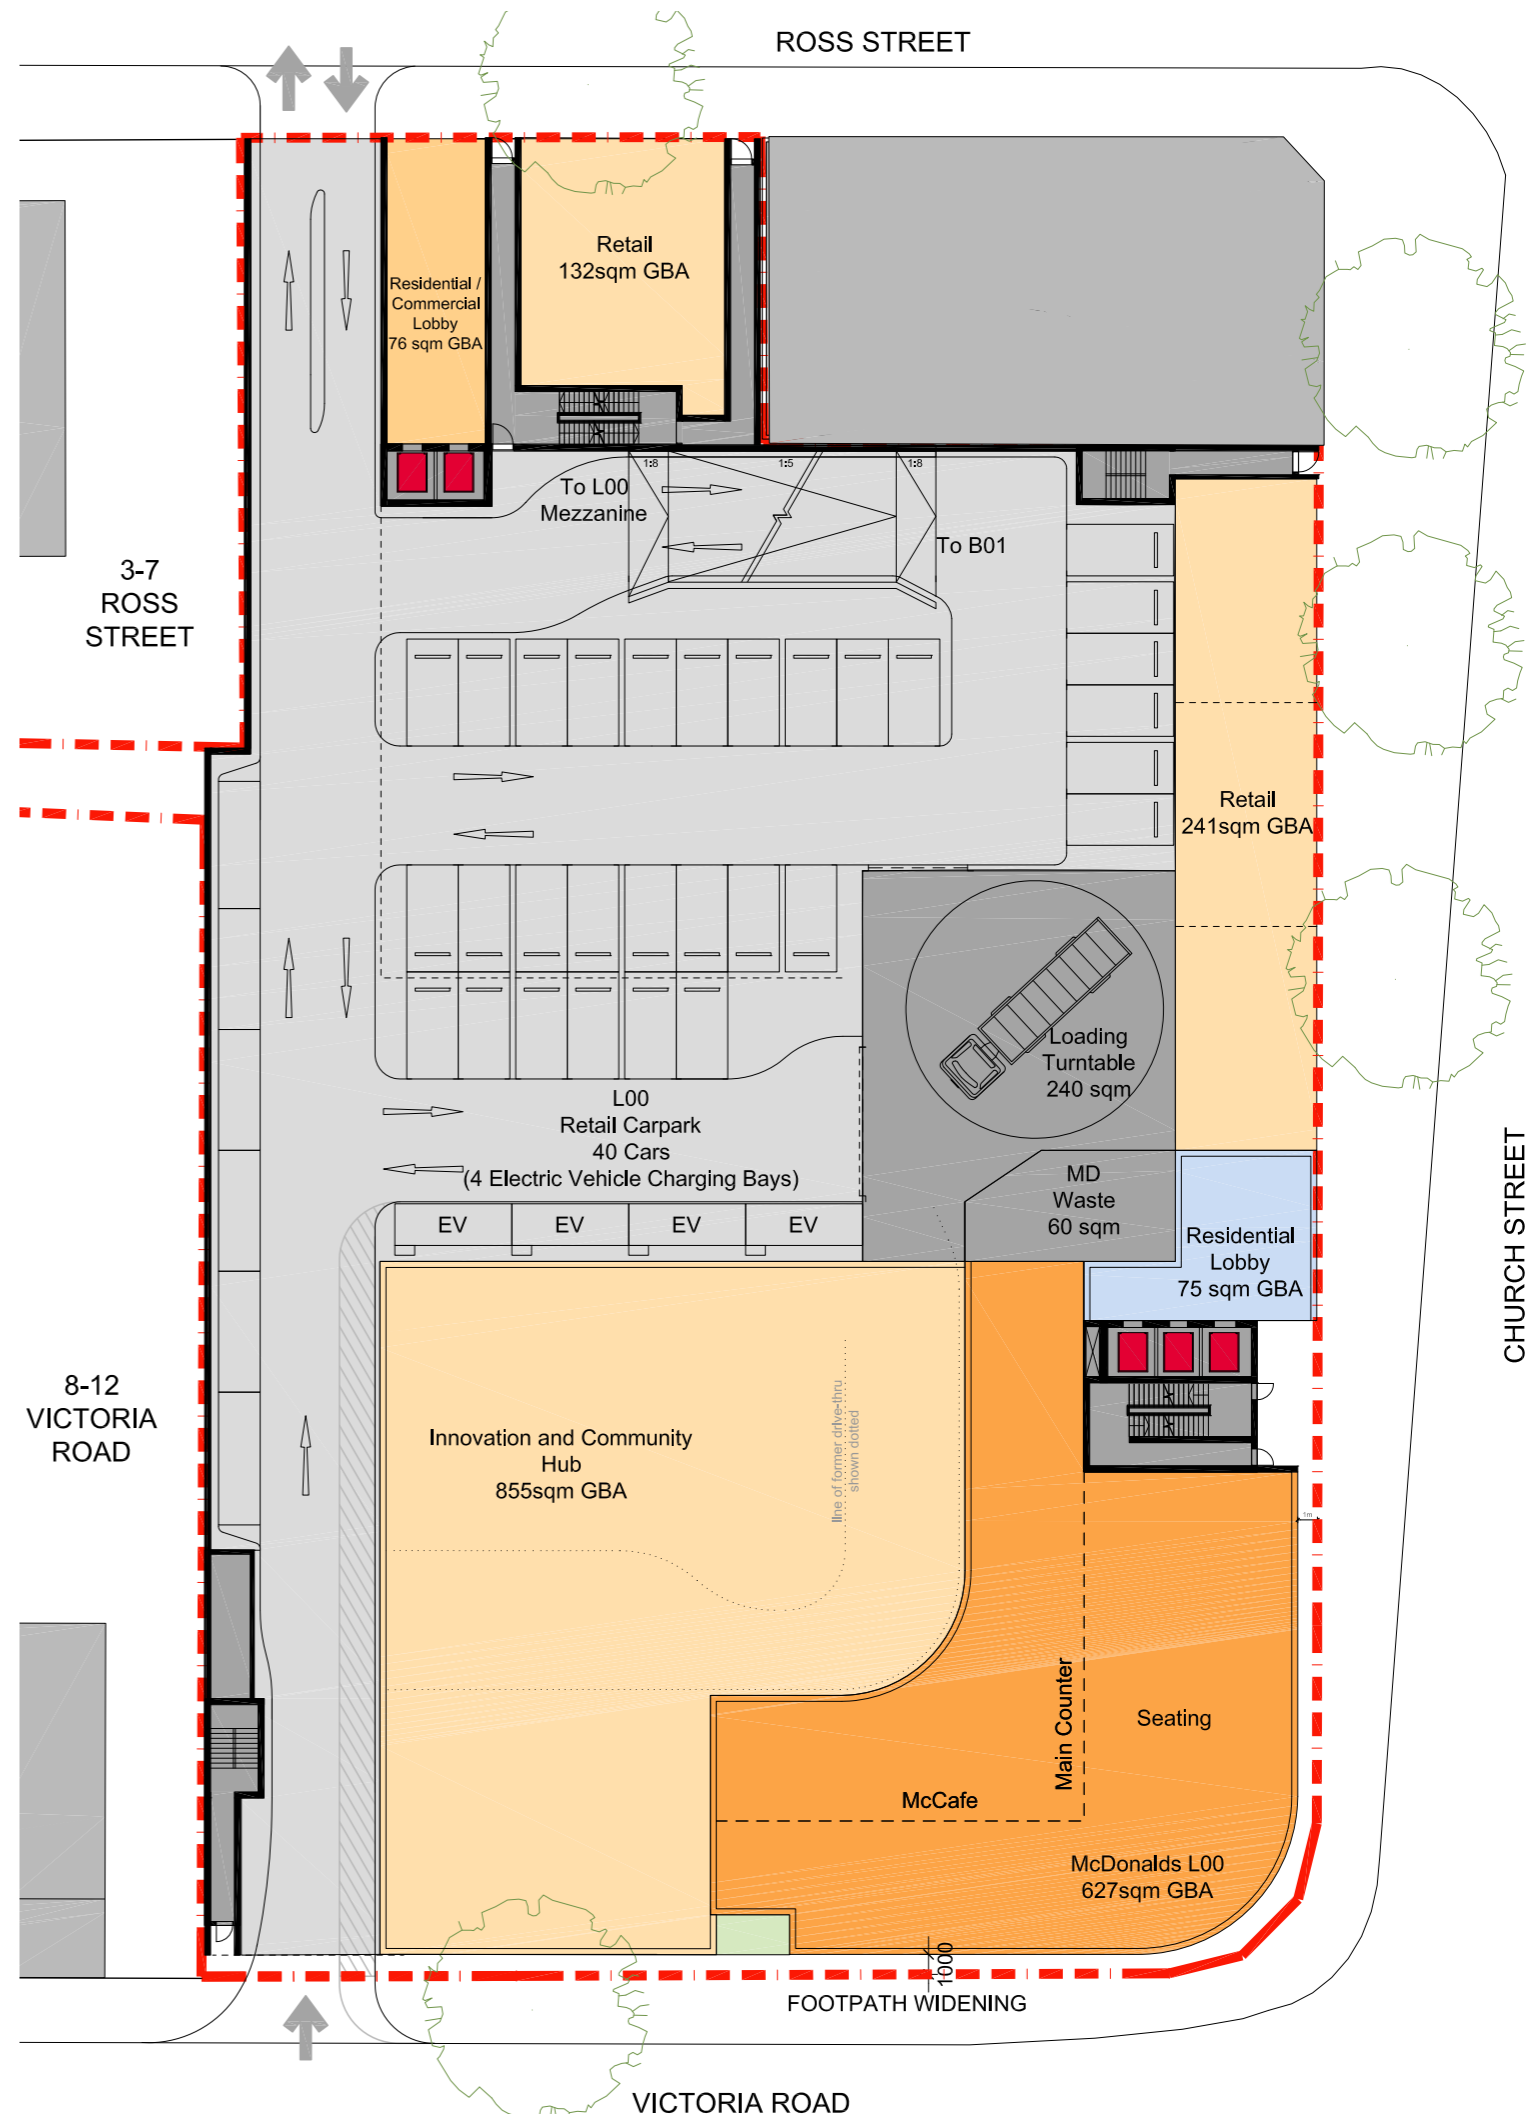 ROSS STREET
Retail
132sqm GBA
Residential /
Commercial
Lobby
76 sqm GBA
1:8
1:5
1:8
To L00
Mezzanine
To B01
3-7
ROSS
STREET
Retail
241sqm GBA
Loading
Turntable
240 sqm
L00
Retail Carpark
40 Cars
(4 Electric Vehicle Charging Bays)
MD
Waste
60 sqm
EV
EV
EV
EV
Residential
Lobby
75 sqm GBA
CHURCH STREET
8-12
VICTORIA
ROAD
Innovation and Community
Hub
855sqm GBA
line of former drive-thru
shown dotted
1m
Main Counter
Seating
McCafe
McDonalds L00
627sqm GBA
1000
FOOTPATH WIDENING
VICTORIA ROAD